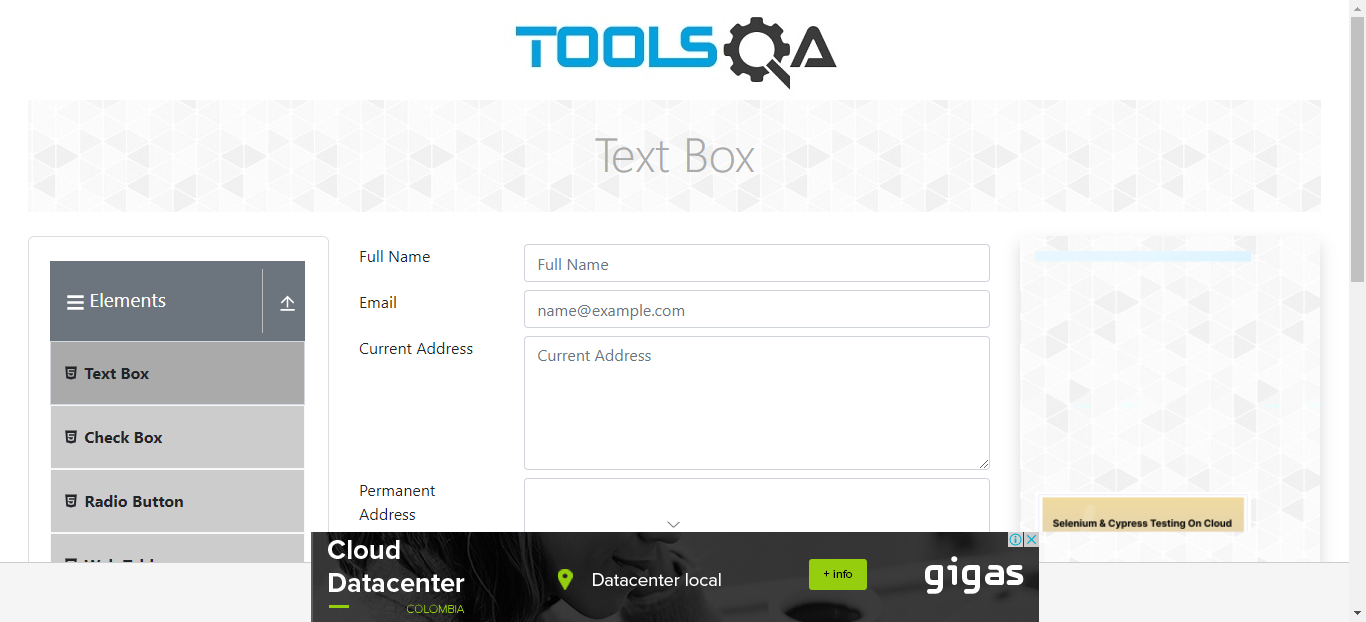 TOOLSQA
Text Box
Elements
Text Box
Check Box
Radio Button
Full Name
Full Name
Email
name@example.com
Current Address
Current Address
Permanent
Address
Selenium & Cypress Testing On Cloud
Cloud
Datacenter
COLOMBIA
Datacenter local
+ info
gigas